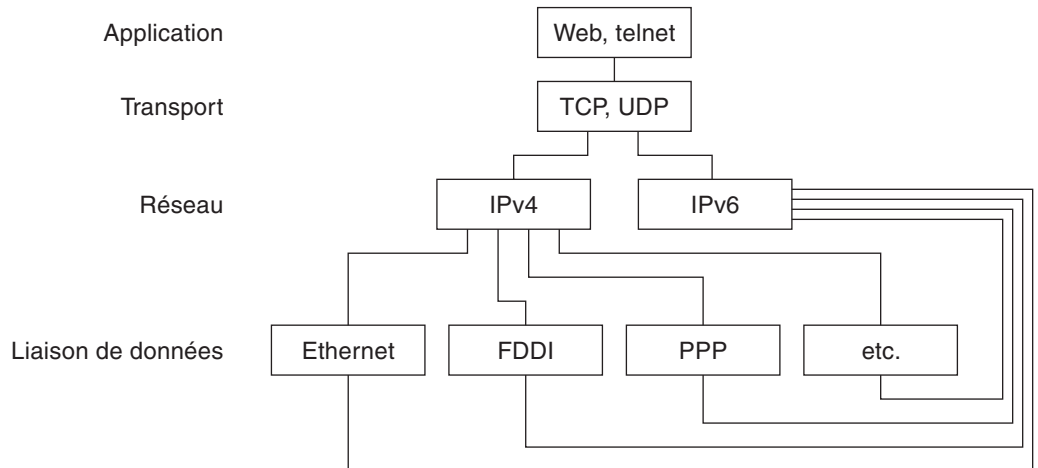 Application
Web, telnet
Transport
TCP, UDP
Réseau
IPv4
IPv6
Liaison de données
Ethernet
FDDI
PPP
etc.